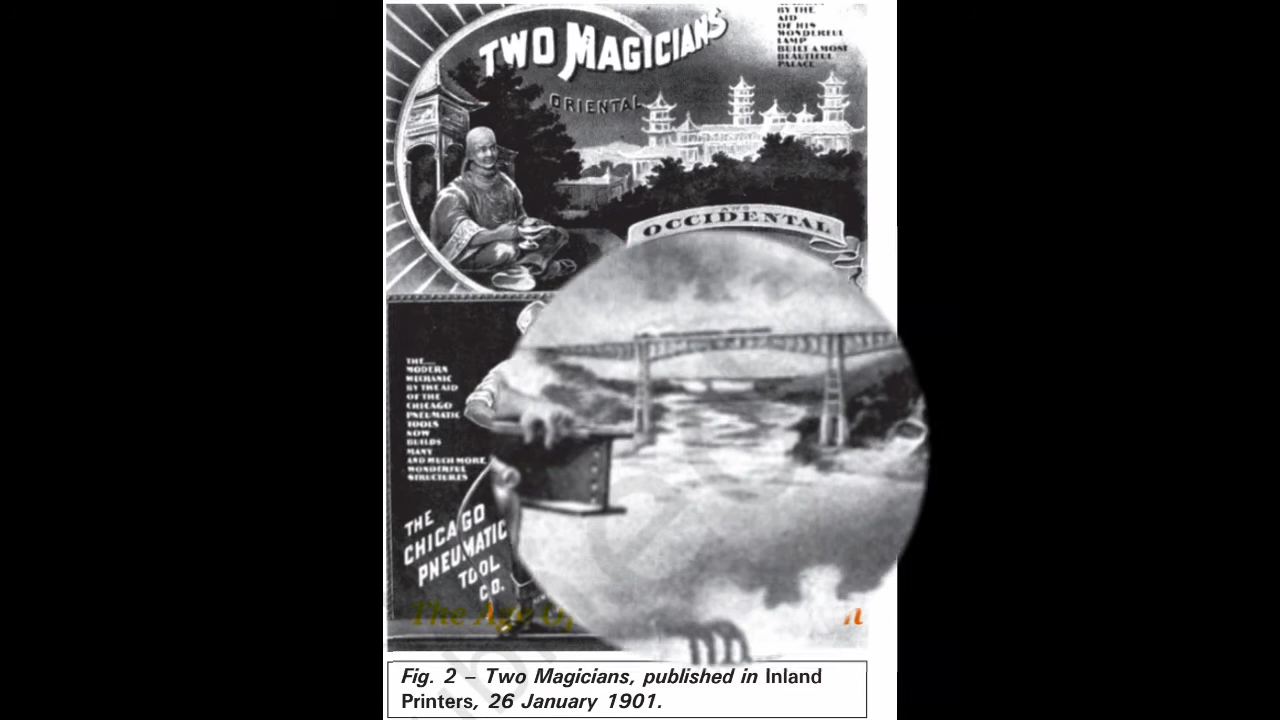 TWO MAGICIANS
BY THE
AID
OF HIS
WONDERFUL
LAMP
BUILT A MOST
BEAUTIFUL
PALACE
ORIENTAL
AND
OCCIDENTAL
THE
MODERN
MECHANIC
BY THE AID
OF THE
CHICAGO
PNEUMATIC
TOOLS
NOW
BUILDS
MANY
AND MUCH MORE
WONDERFUL
STRUCTURES
THE
CHICAGO
PNEUMATIC
TOOL
CO.
The Age
Fig. 2 – Two Magicians, published in Inland
Printers, 26 January 1901.